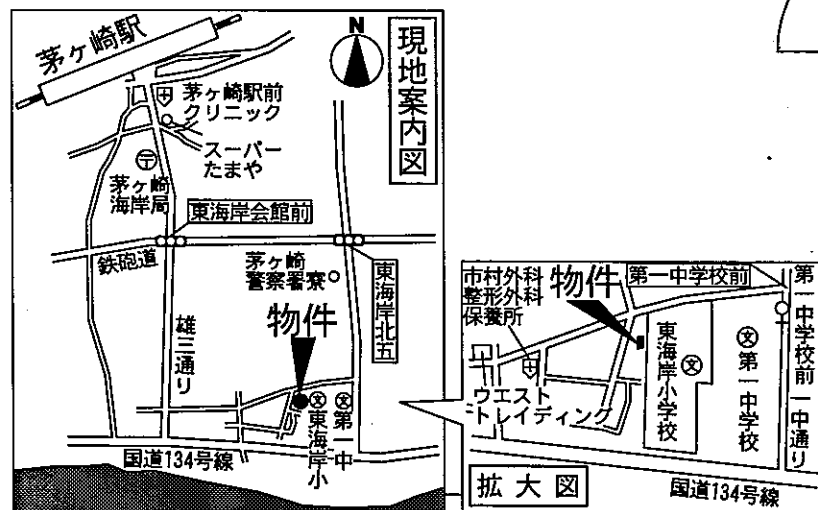 現地案内図
N
茅ヶ崎駅
茅ヶ崎駅前
クリニック
スーパー
たまや
〒
茅ヶ崎
海岸局
東海岸会館前
鉄砲道
茅ヶ崎
警察署寮
東海岸北五
物件
雄三通り
文
東海岸小
文
第一中
国道134号線
市村外科
整形外科
保養所
物件
第一中学校前
第一中学校前
一中通り
東海岸小学校
文
文
第一中学校
ウエスト
トレイディング
拡大図
国道134号線